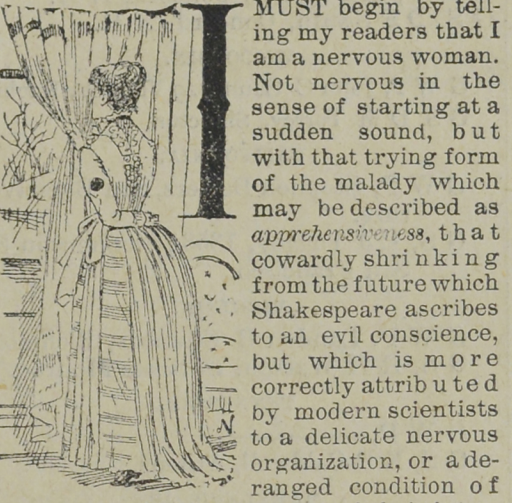 I MUST begin by tell-
ing my readers that I
am a nervous woman.
Not nervous in the
sense of starting at a
sudden sound, but
with that trying form
of the malady which
may be described as
apprehensiveness, that
cowardly shrinking
from the future which
Shakespeare ascribes
to an evil conscience,
but which is more
correctly attributed
by modern scientists
to a delicate nervous
organization, or a de-
ranged condition of